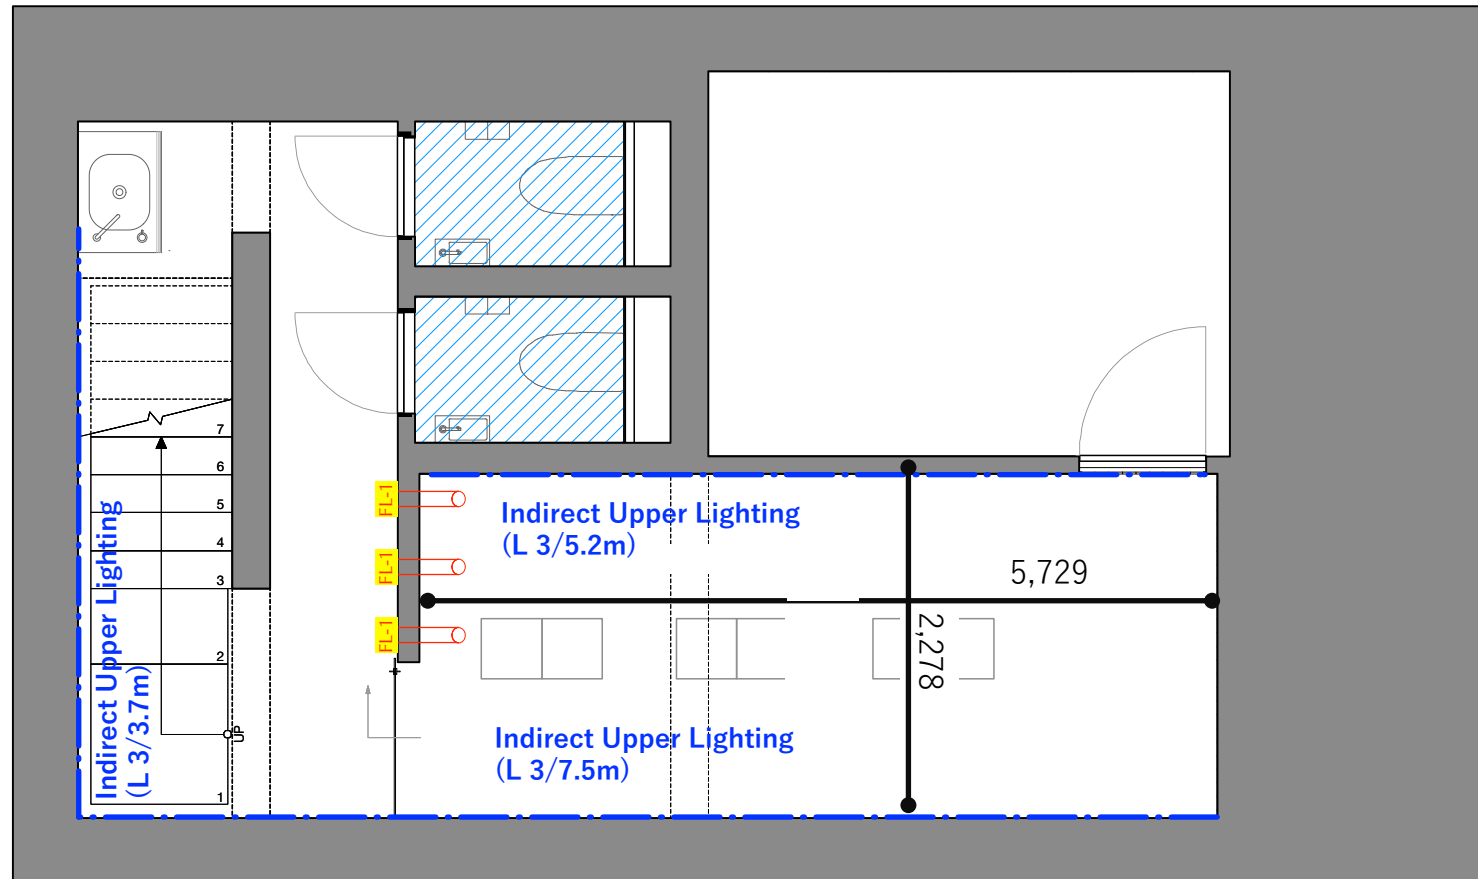 7
6
5
4
3
2
1
UP
Indirect Upper Lighting
(L 3/3.7m)
FL-1
FL-1
FL-1
Indirect Upper Lighting
(L 3/5.2m)
5,729
2,278
Indirect Upper Lighting
(L 3/7.5m)